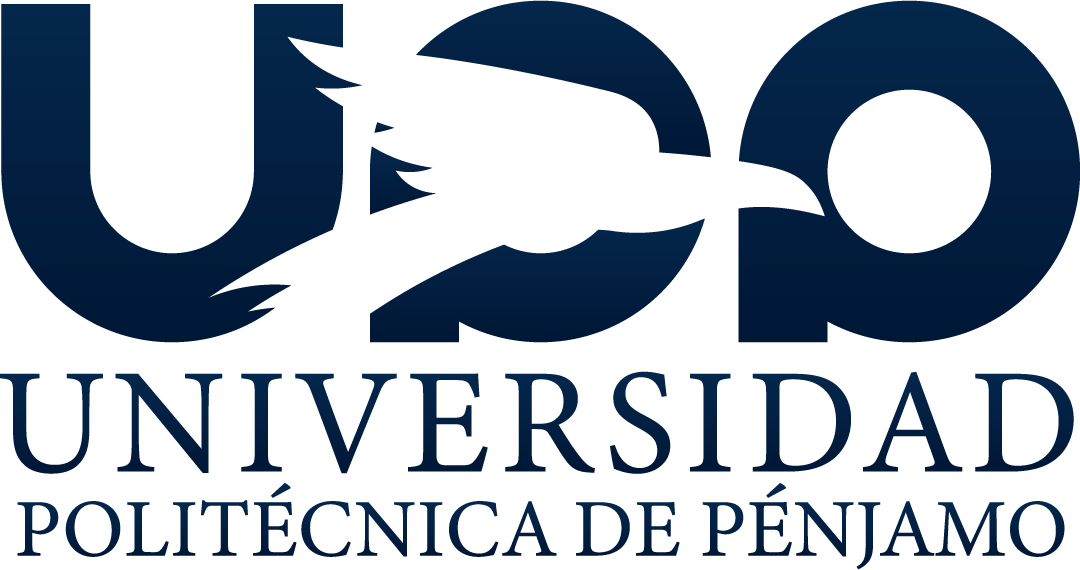 UPP
UNIVERSIDAD
POLITÉCNICA DE PÉNJAMO